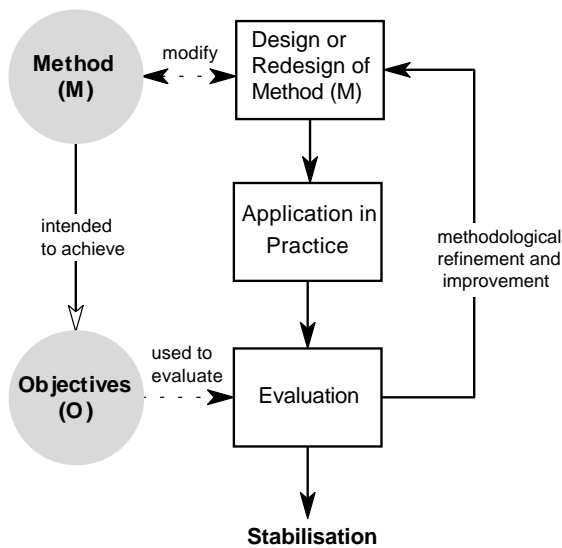 Method
(M)
modify
Design or
Redesign of
Method (M)
intended
to achieve
Application in
Practice
methodological
refinement and
improvement
Objectives
(O)
used to
evaluate
Evaluation
Stabilisation